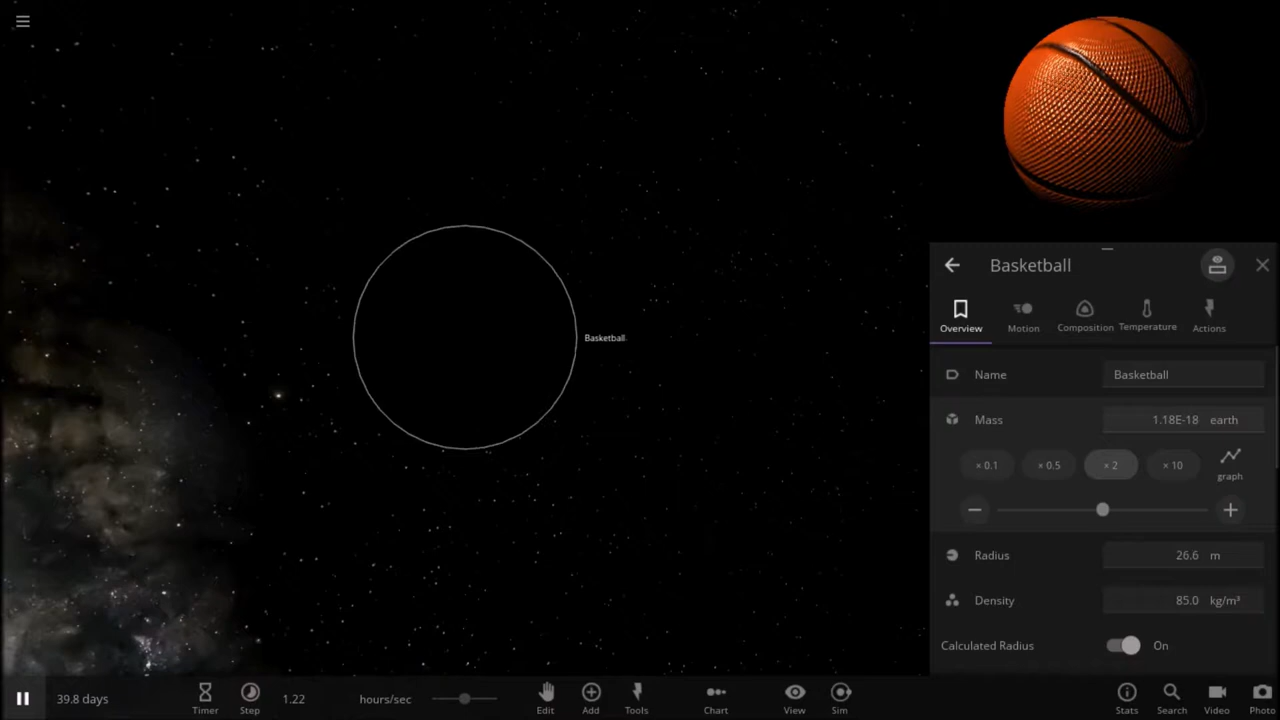 Basketball
Basketball
Overview
Motion
Composition
Temperature
Actions
Name
Basketball
Mass
1.18E-18 earth
× 0.1
× 0.5
× 2
× 10
graph
Radius
26.6 m
Density
85.0 kg/m³
Calculated Radius
On
39.8 days
Timer
Step
1.22
hours/sec
Edit
Add
Tools
Chart
View
Sim
Stats
Search
Video
Photo